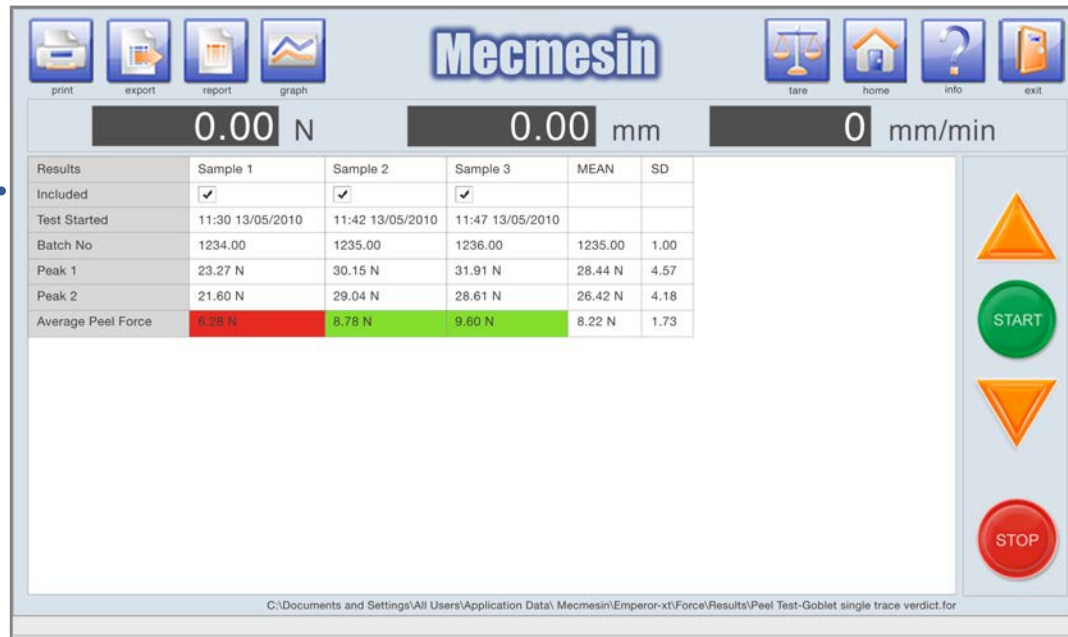 Mecmesin
print export report graph tare home info exit
0.00 N 0.00 mm 0 mm/min
Results Sample 1 Sample 2 Sample 3 MEAN SD
Included
Test Started 11:30 13/05/2010 11:42 13/05/2010 11:47 13/05/2010
Batch No 1234.00 1235.00 1236.00 1235.00 1.00
Peak 1 23.27 N 30.15 N 31.91 N 28.44 N 4.57
Peak 2 21.60 N 29.04 N 28.61 N 26.42 N 4.18
Average Peel Force 6.28 N 8.78 N 9.60 N 8.22 N 1.73
START
STOP
C:\Documents and Settings\All Users\Application Data\ Mecmesin\Emperor-xt\Force\Results\Peel Test-Goblet single trace verdict.for